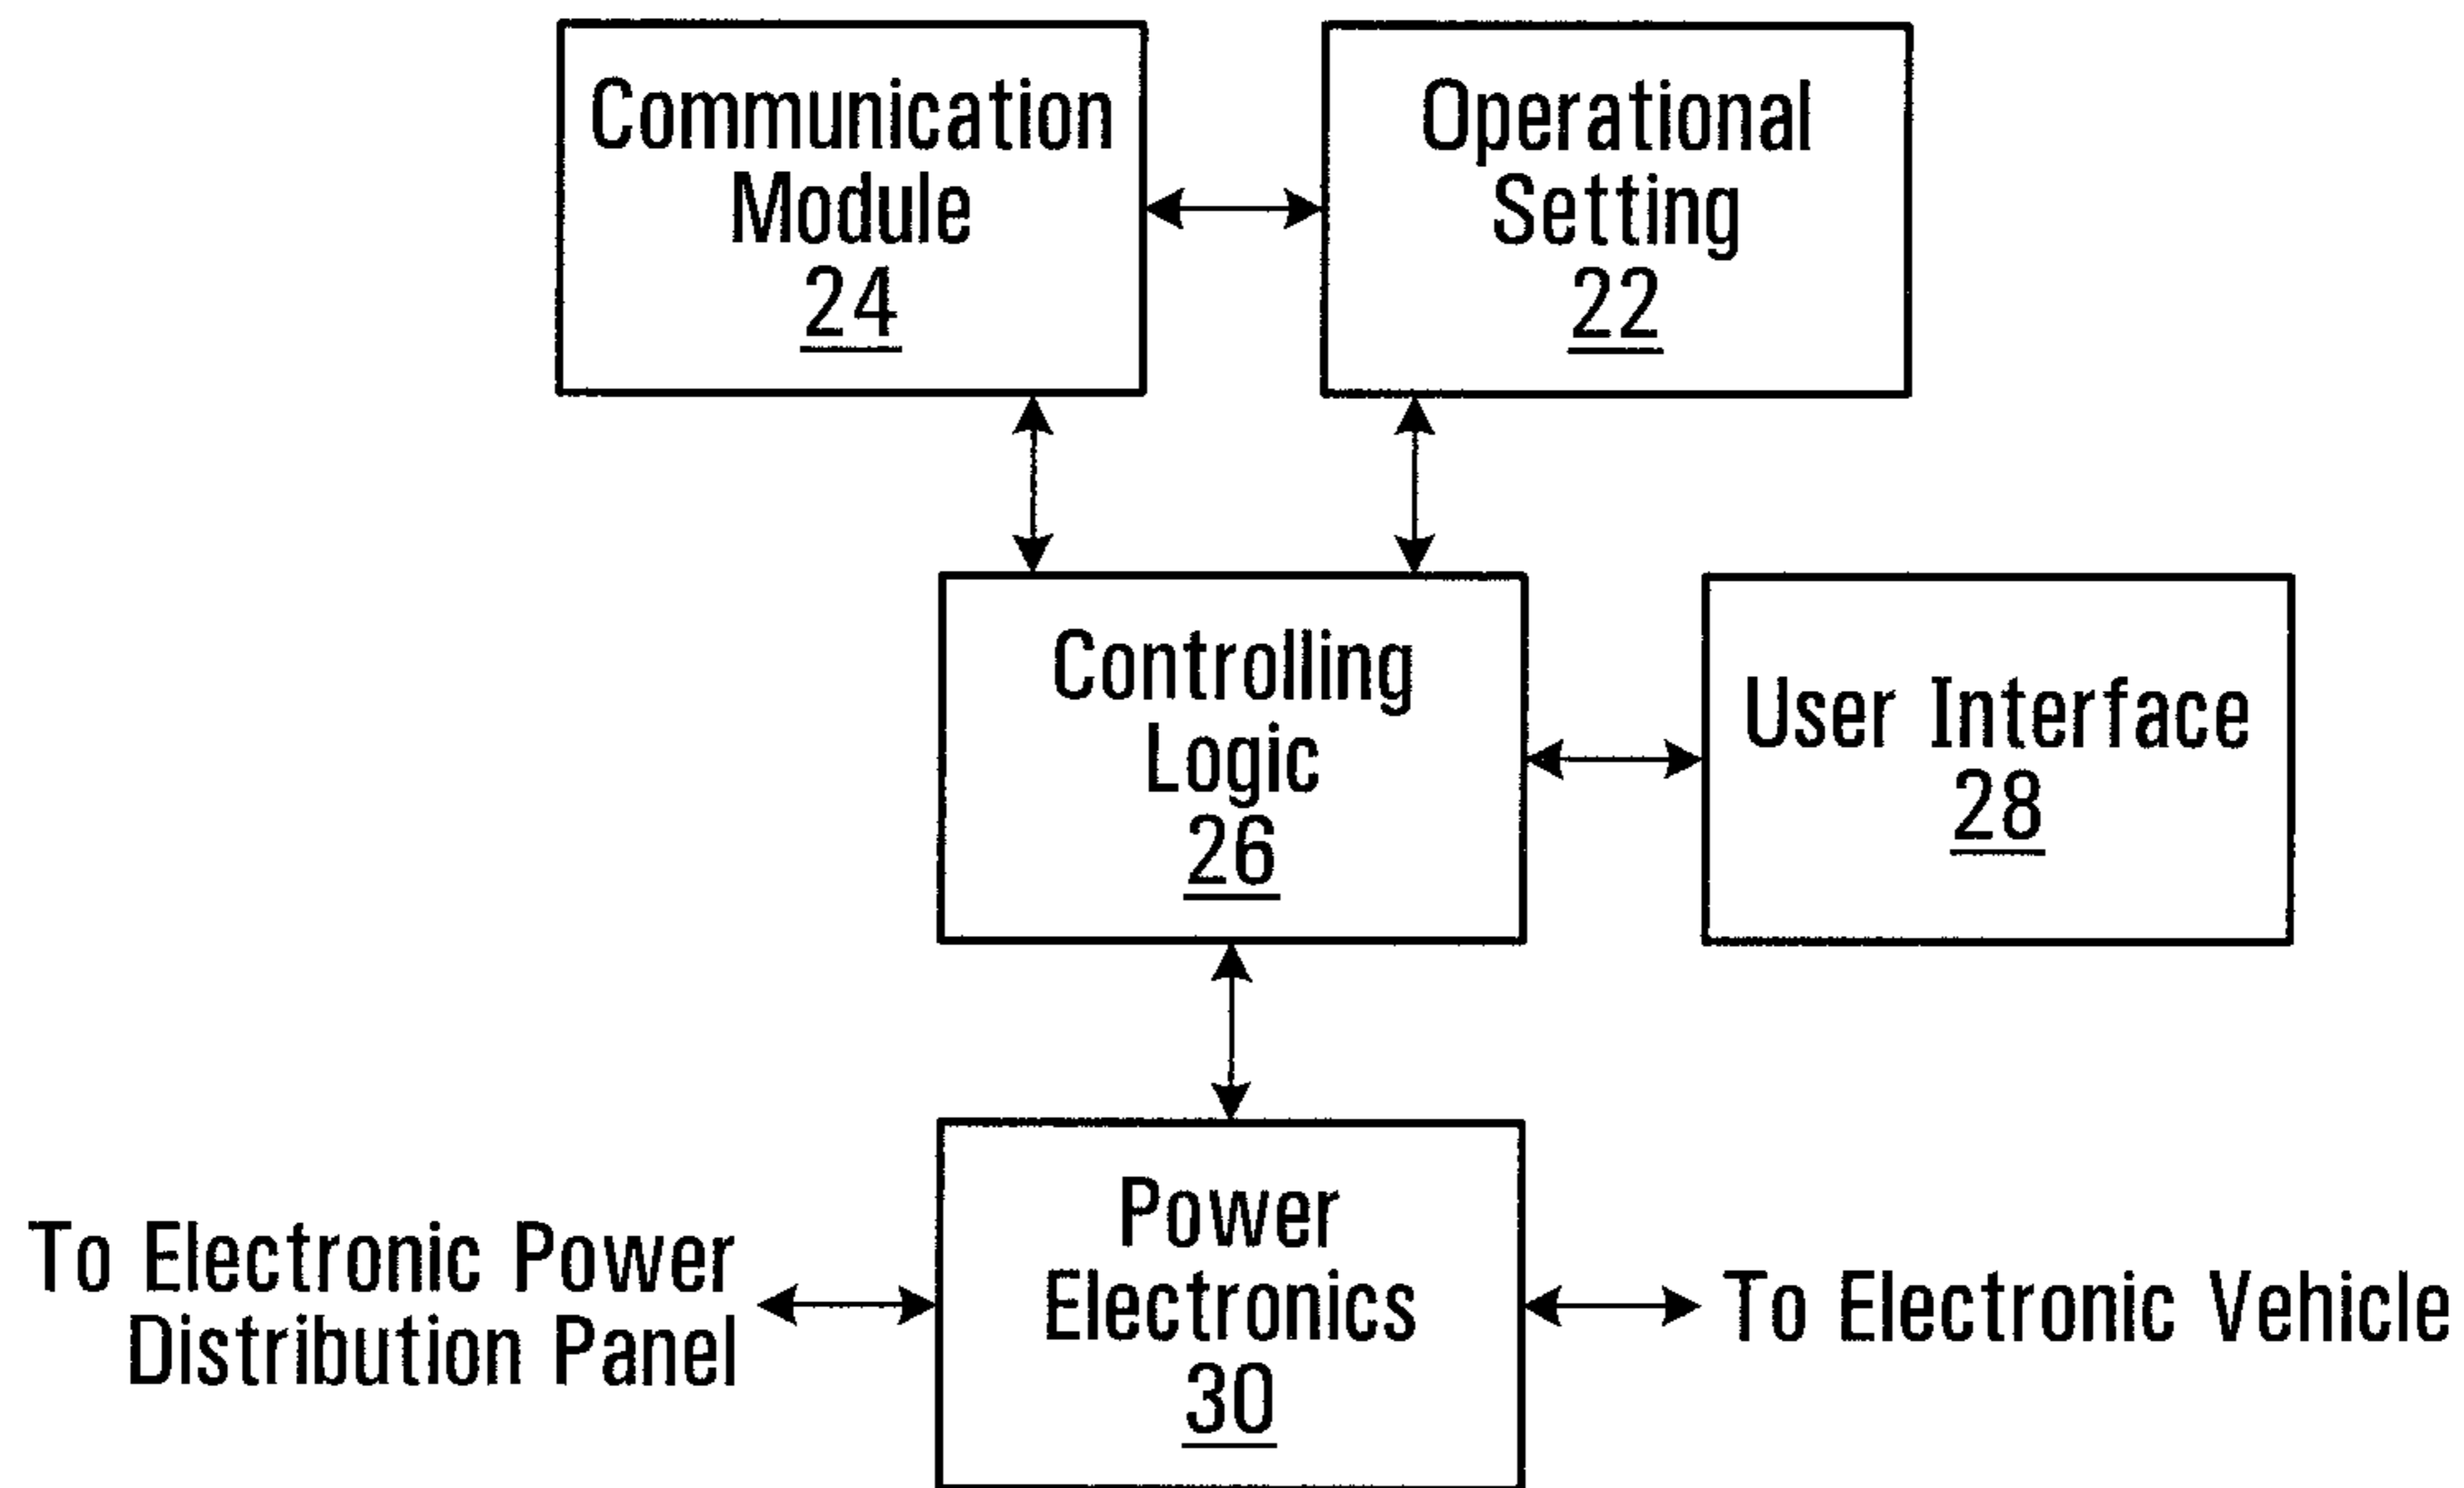 Communication
Module
24
Operational
Setting
22
Controlling
Logic
26
User Interface
28
Power
Electronics
30
To Electronic Power
Distribution Panel
To Electronic Vehicle